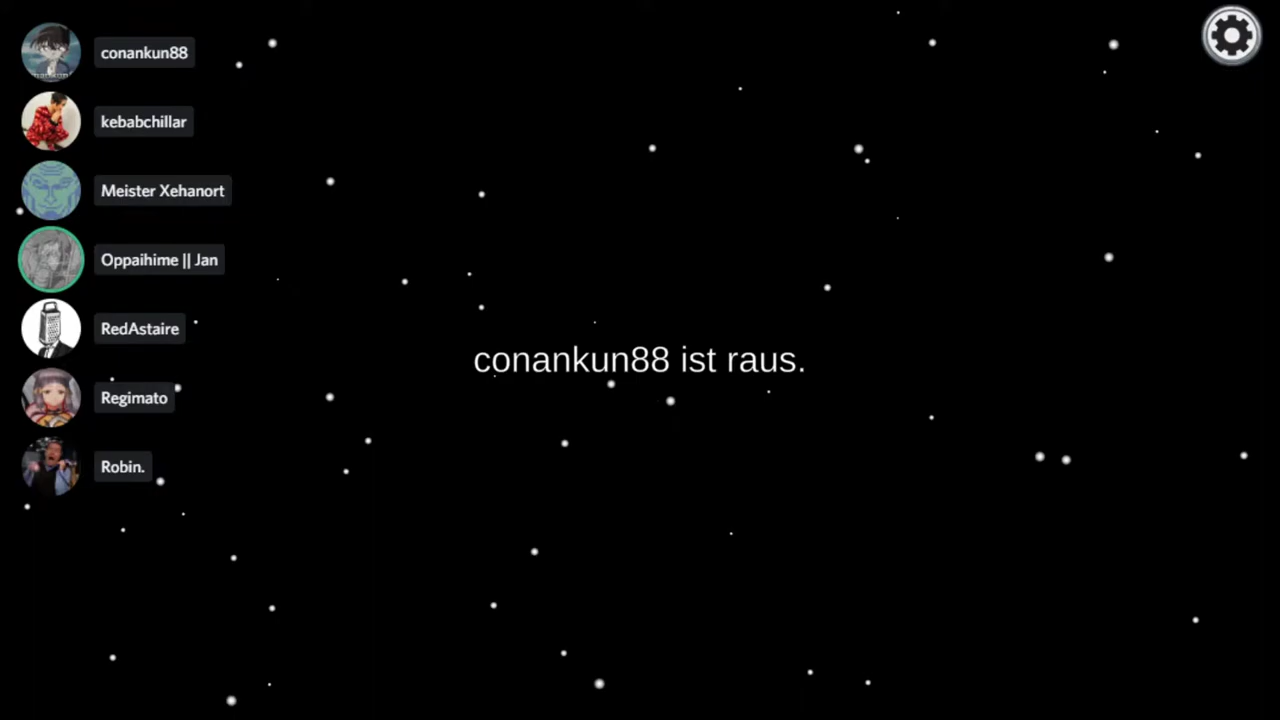 conankun88
kebabchillar
Meister Xehanort
Oppaihime || Jan
RedAstaire
conankun88 ist raus.
Regimato
Robin.